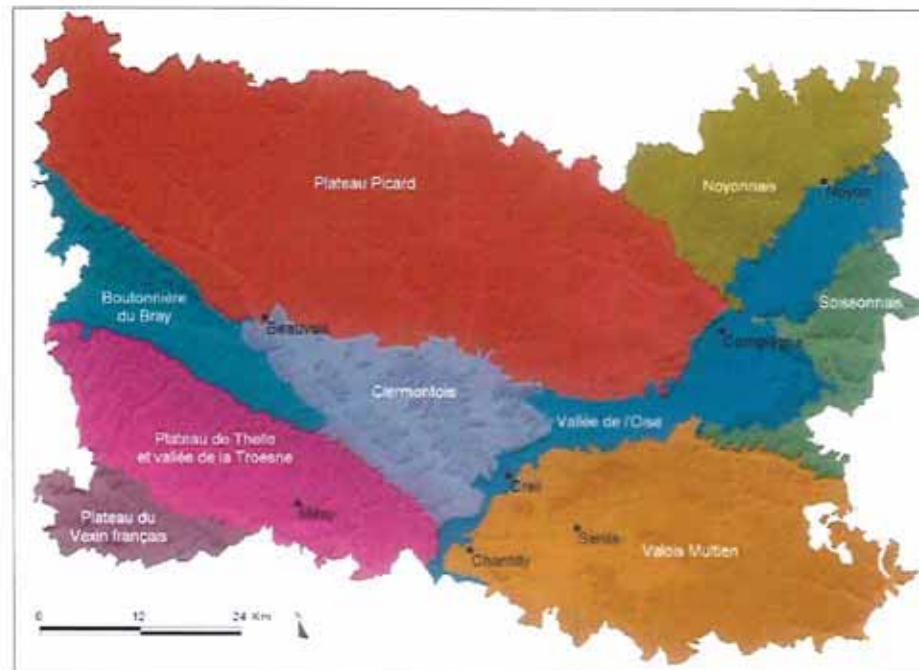 Plateau Picard
Noyonnais
Noyon
Soissonnais
Boutonnière
du Bray
Beauvais
Compiègne
Clermontois
Vallée de l'Oise
Plateau de Thelle
et vallée de la Troesne
Creil
Méru
Plateau du
Vexin français
Senlis
Chantilly
Valois Multien
0 12 24 Km